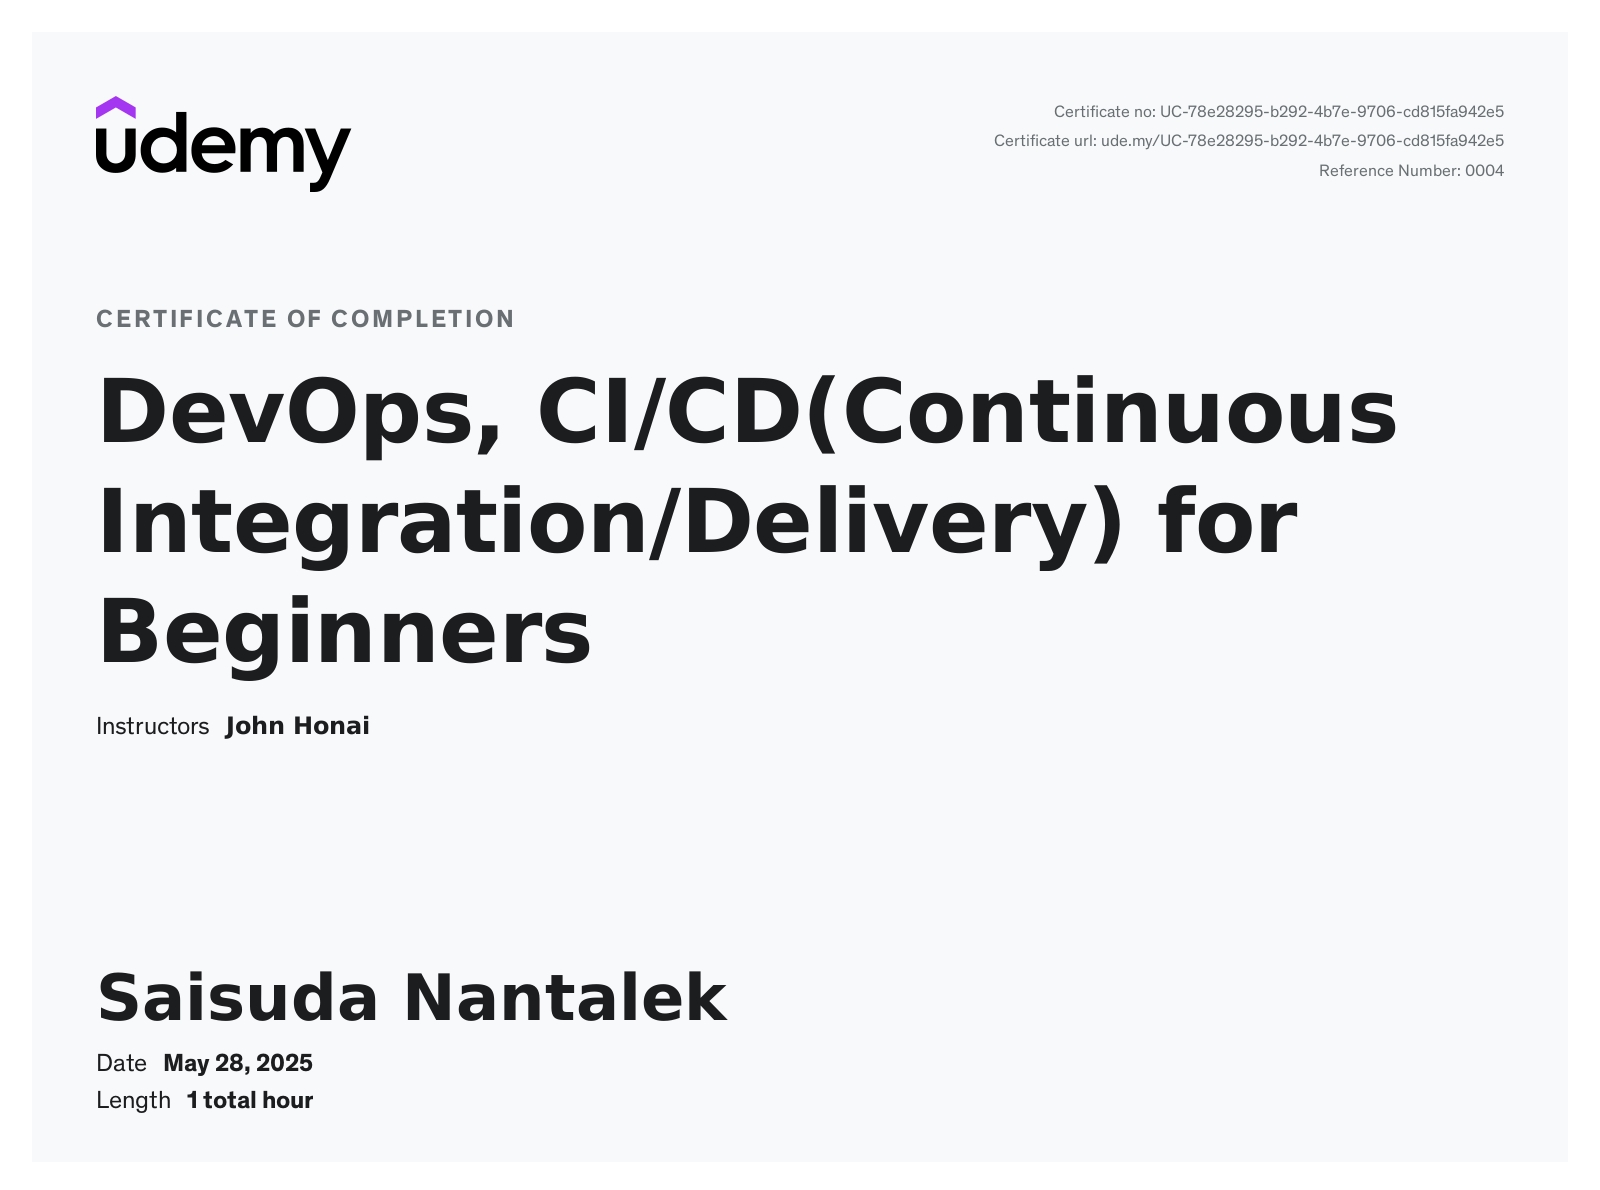 udemy
Certificate no: UC-78e28295-b292-4b7e-9706-cd815fa942e5
Certificate url: ude.my/UC-78e28295-b292-4b7e-9706-cd815fa942e5
Reference Number: 0004
CERTIFICATE OF COMPLETION
DevOps, CI/CD(Continuous
Integration/Delivery) for
Beginners
Instructors John Honai
Saisuda Nantalek
Date May 28, 2025
Length 1 total hour